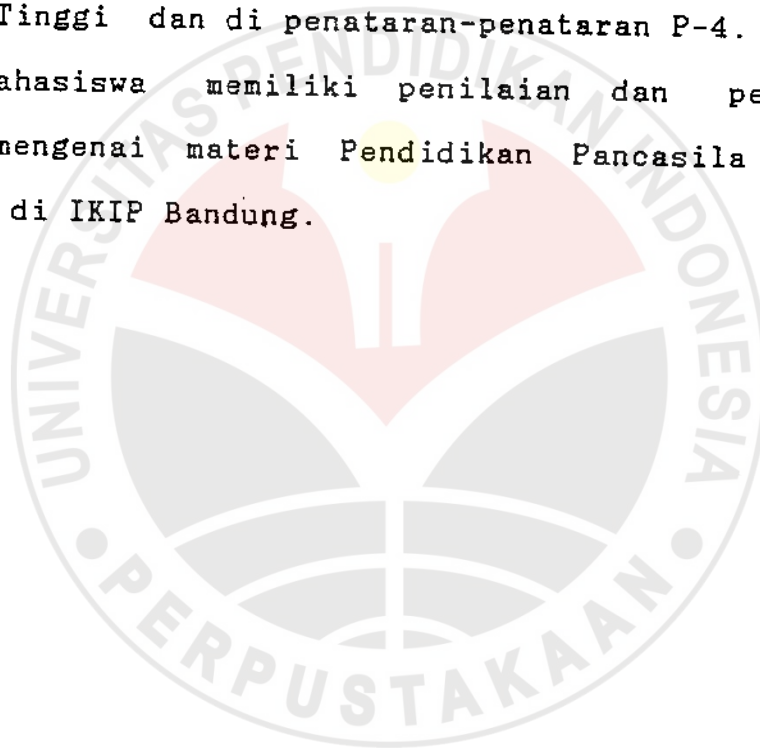 Tinggi dan di penataran-penataran P-4.
ahasiswa memiliki penilaian dan pe
mengenai materi Pendidikan Pancasila
di IKIP Bandung.
UNIVERSITAS PENDIDIKAN INDONESIA
PERPUSTAKAAN